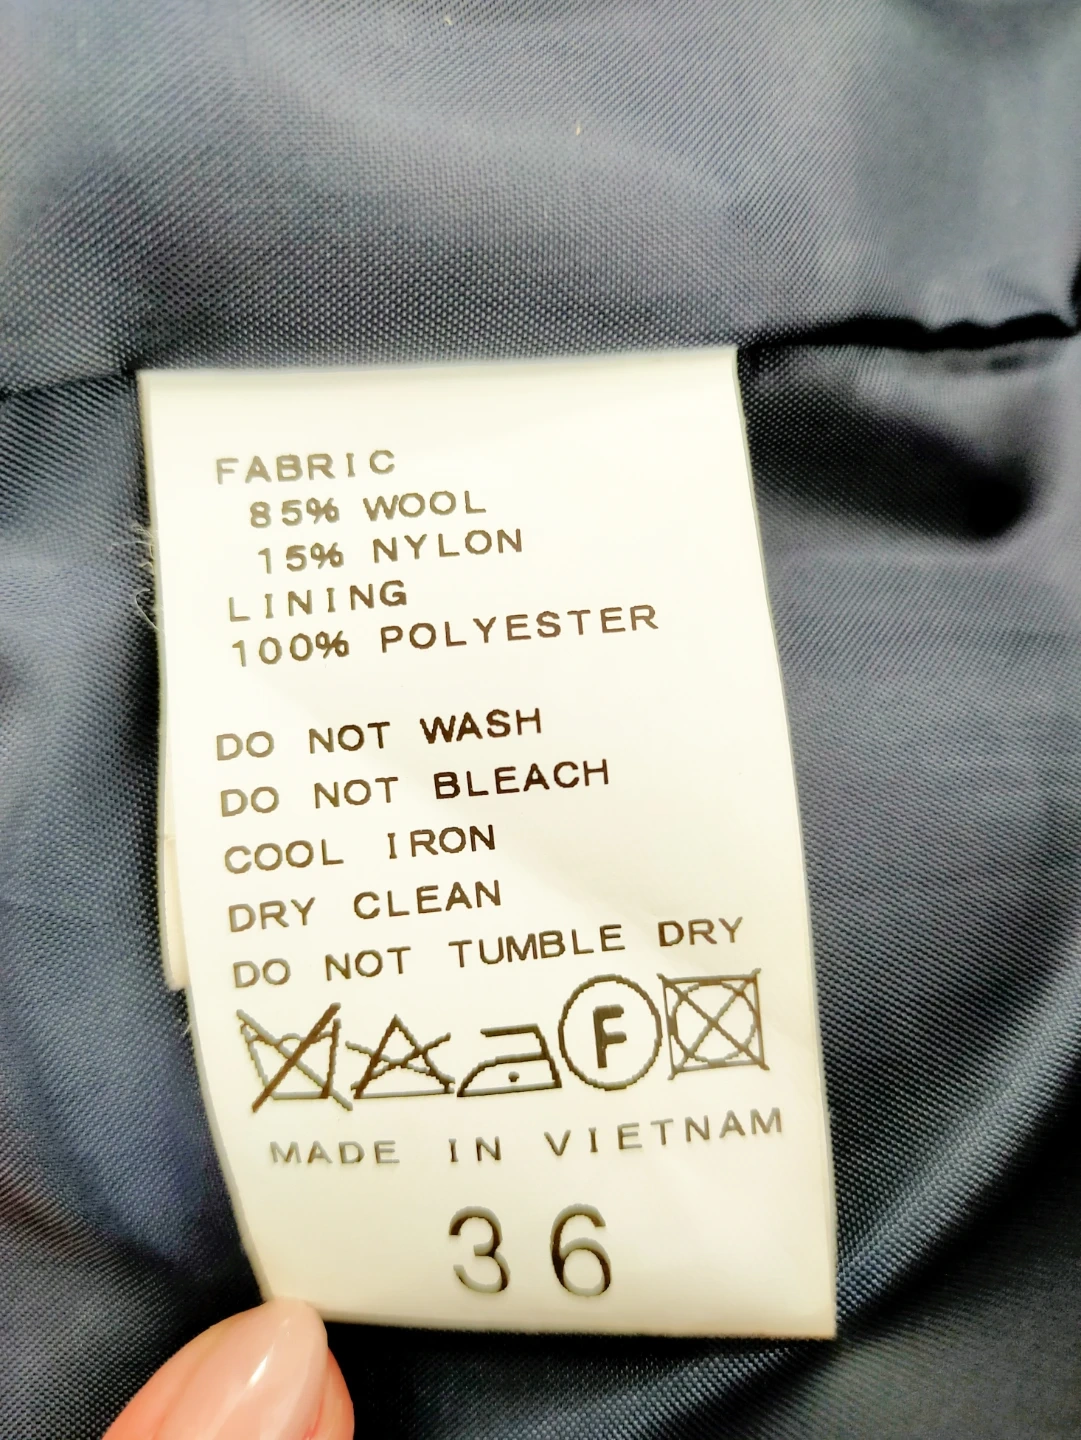 FABRIC
85% WOOL
15% NYLON
LINING
100% POLYESTER
DO NOT WASH
DO NOT BLEACH
COOL IRON
DRY CLEAN
DO NOT TUMBLE DRY
F
MADE IN VIETNAM
36